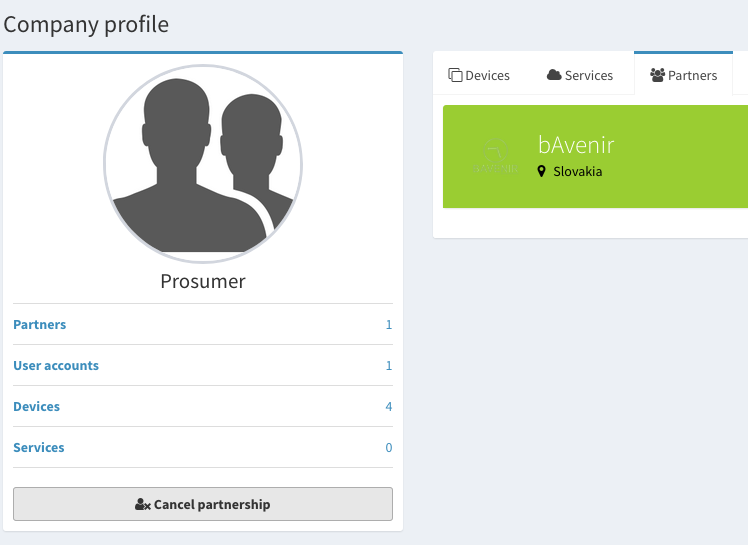 Company profile
Prosumer
Partners 1
User accounts 1
Devices 4
Services 0
Cancel partnership
Devices Services Partners
bAvenir
Slovakia